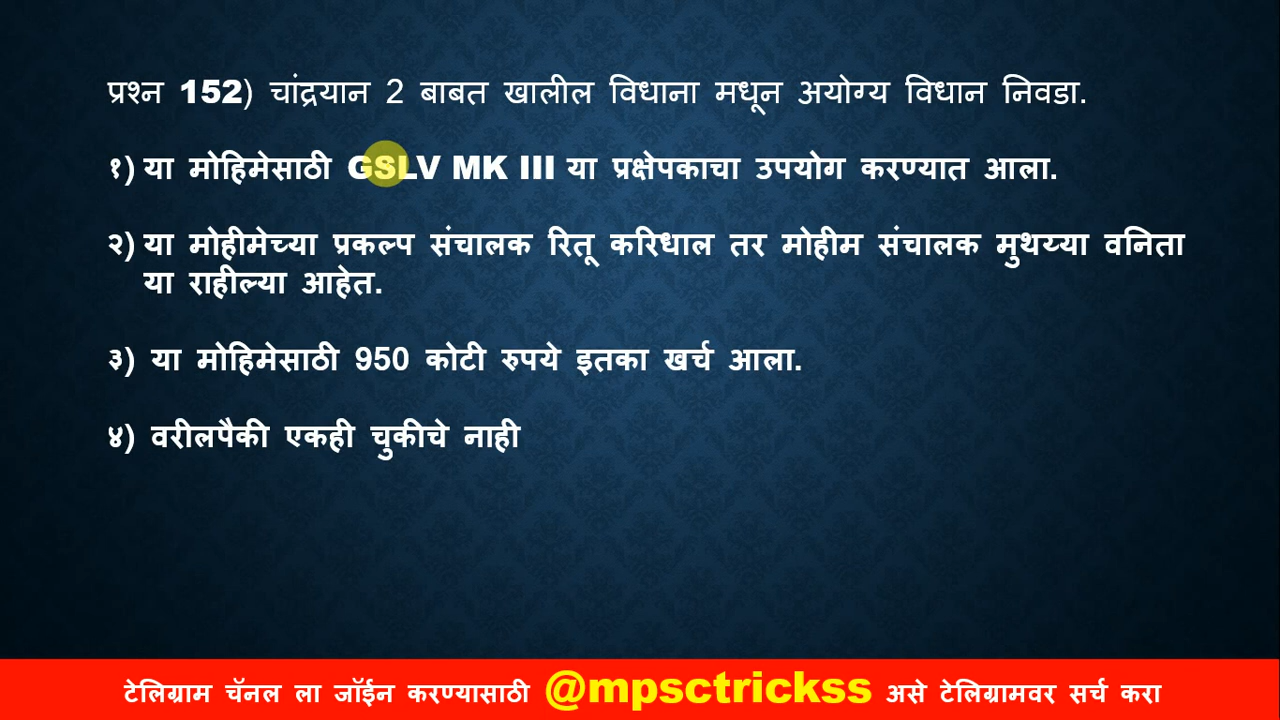 प्रश्न 152) चांद्रयान 2 बाबत खालील विधाना मधून अयोग्य विधान निवडा.
१) या मोहिमेसाठी GSLV MK III या प्रक्षेपकाचा उपयोग करण्यात आला.
२) या मोहीमेच्या प्रकल्प संचालक रितू करिधाल तर मोहीम संचालक मुथय्या वनिता
या राहील्या आहेत.
३) या मोहिमेसाठी 950 कोटी रुपये इतका खर्च आला.
४) वरीलपैकी एकही चुकीचे नाही
टेलिग्राम चॅनल ला जॉईन करण्यासाठी @mpsctrickss असे टेलिग्रामवर सर्च करा